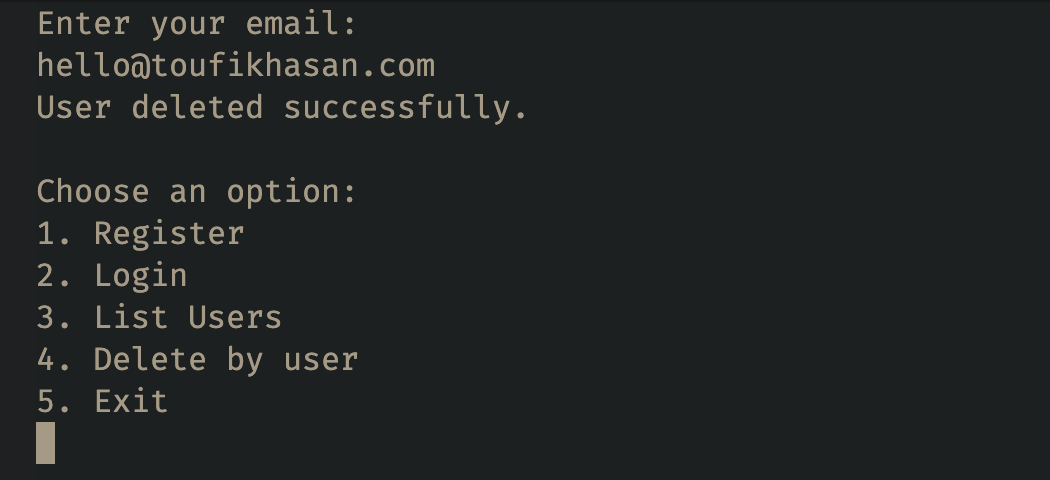 Enter your email:
hello@toufikhasan.com
User deleted successfully.
Choose an option:
1. Register
2. Login
3. List Users
4. Delete by user
5. Exit